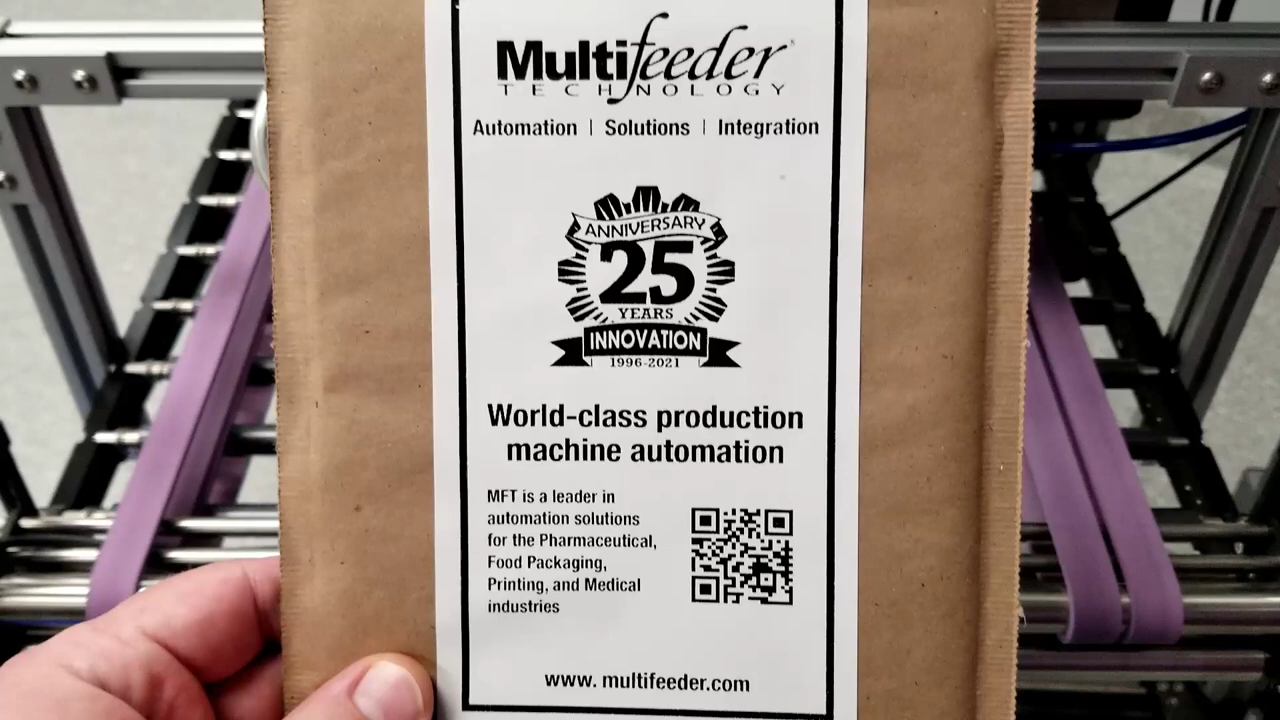 Multifeeder
TECHNOLOGY
Automation | Solutions | Integration
ANNIVERSARY
25
YEARS
INNOVATION
1996-2021
World-class production
machine automation
MFT is a leader in
automation solutions
for the Pharmaceutical,
Food Packaging,
Printing, and Medical
industries
www. multifeeder.com